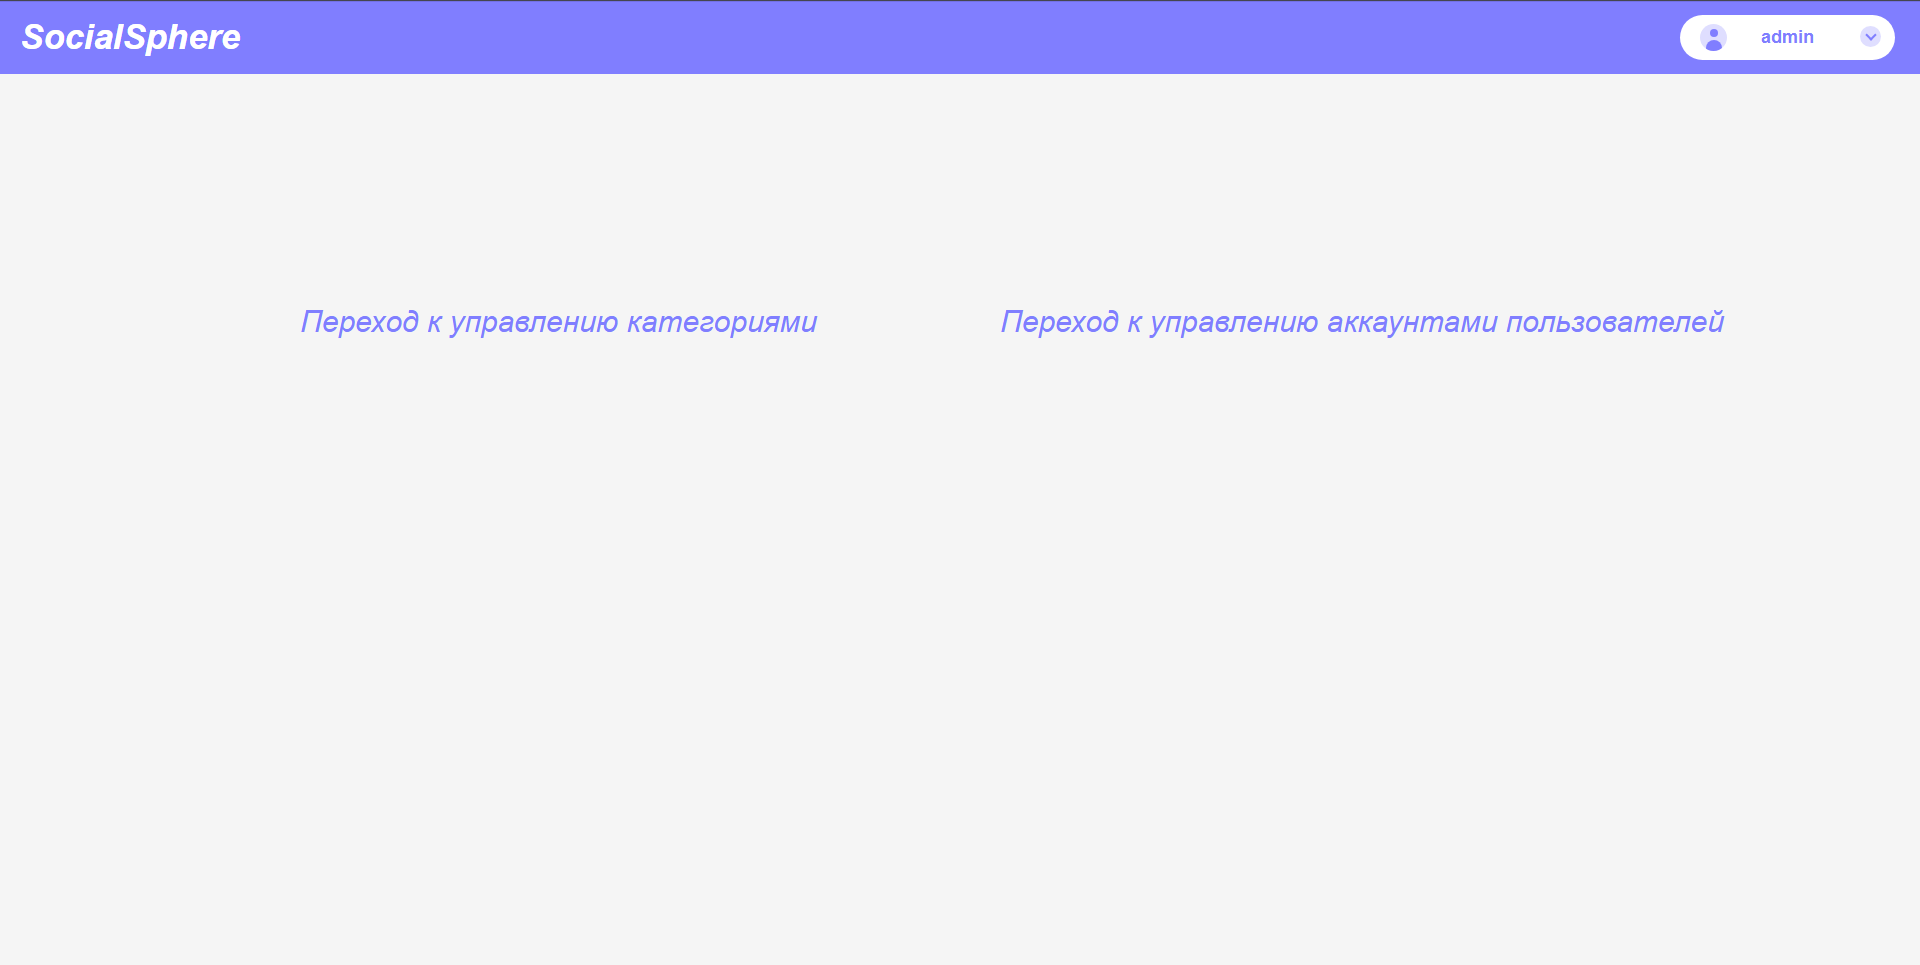 SocialSphere
admin
Переход к управлению категориями
Переход к управлению аккаунтами пользователей